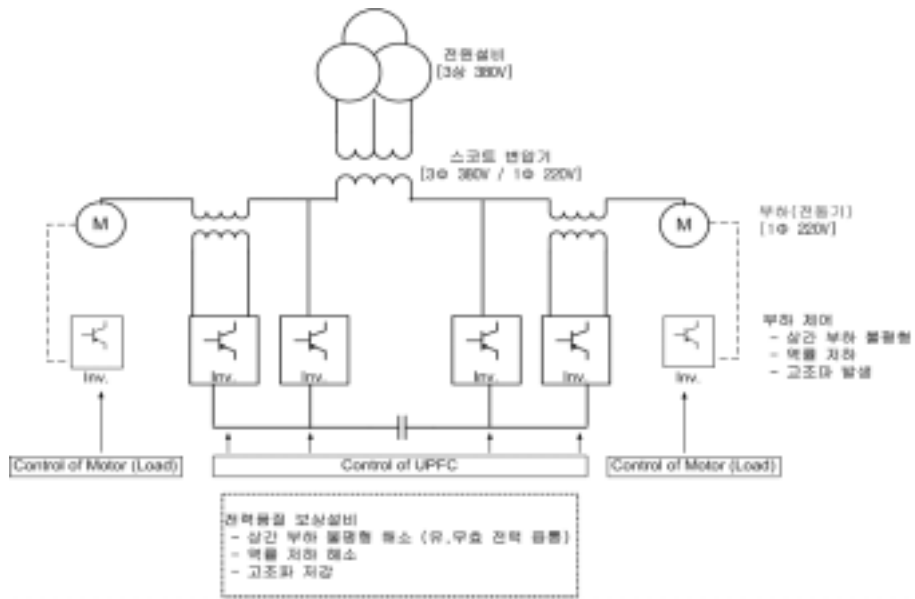 전원설비
[3상 380V]
스코트 변압기
[3Φ 380V / 1Φ 220V]
M
M
부하(전동기)
[1Φ 220V]
부하 제어
- 상간 부하 불평형
- 역률 저하
- 고조파 발생
Inv.
Inv.
Inv.
Inv.
Inv.
Inv.
Control of Motor (Load)
Control of UPFC
Control of Motor (Load)
전력품질 보상설비
- 상간 부하 불평형 해소 (유,무효 전력 융통)
- 역률 저하 해소
- 고조파 저감